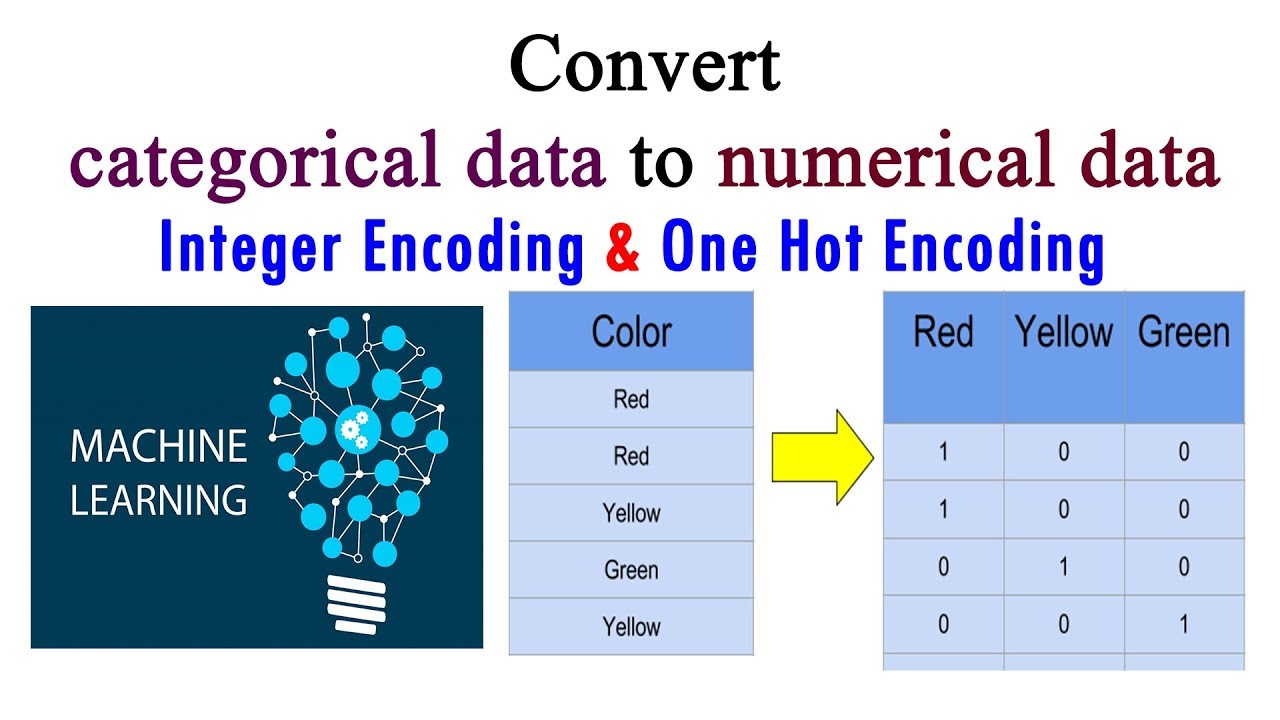 Convert
categorical data to numerical data
Integer Encoding & One Hot Encoding
MACHINE
LEARNING
Color
Red
Red
Yellow
Green
Yellow
Red Yellow Green
1 0 0
1 0 0
0 1 0
0 0 1